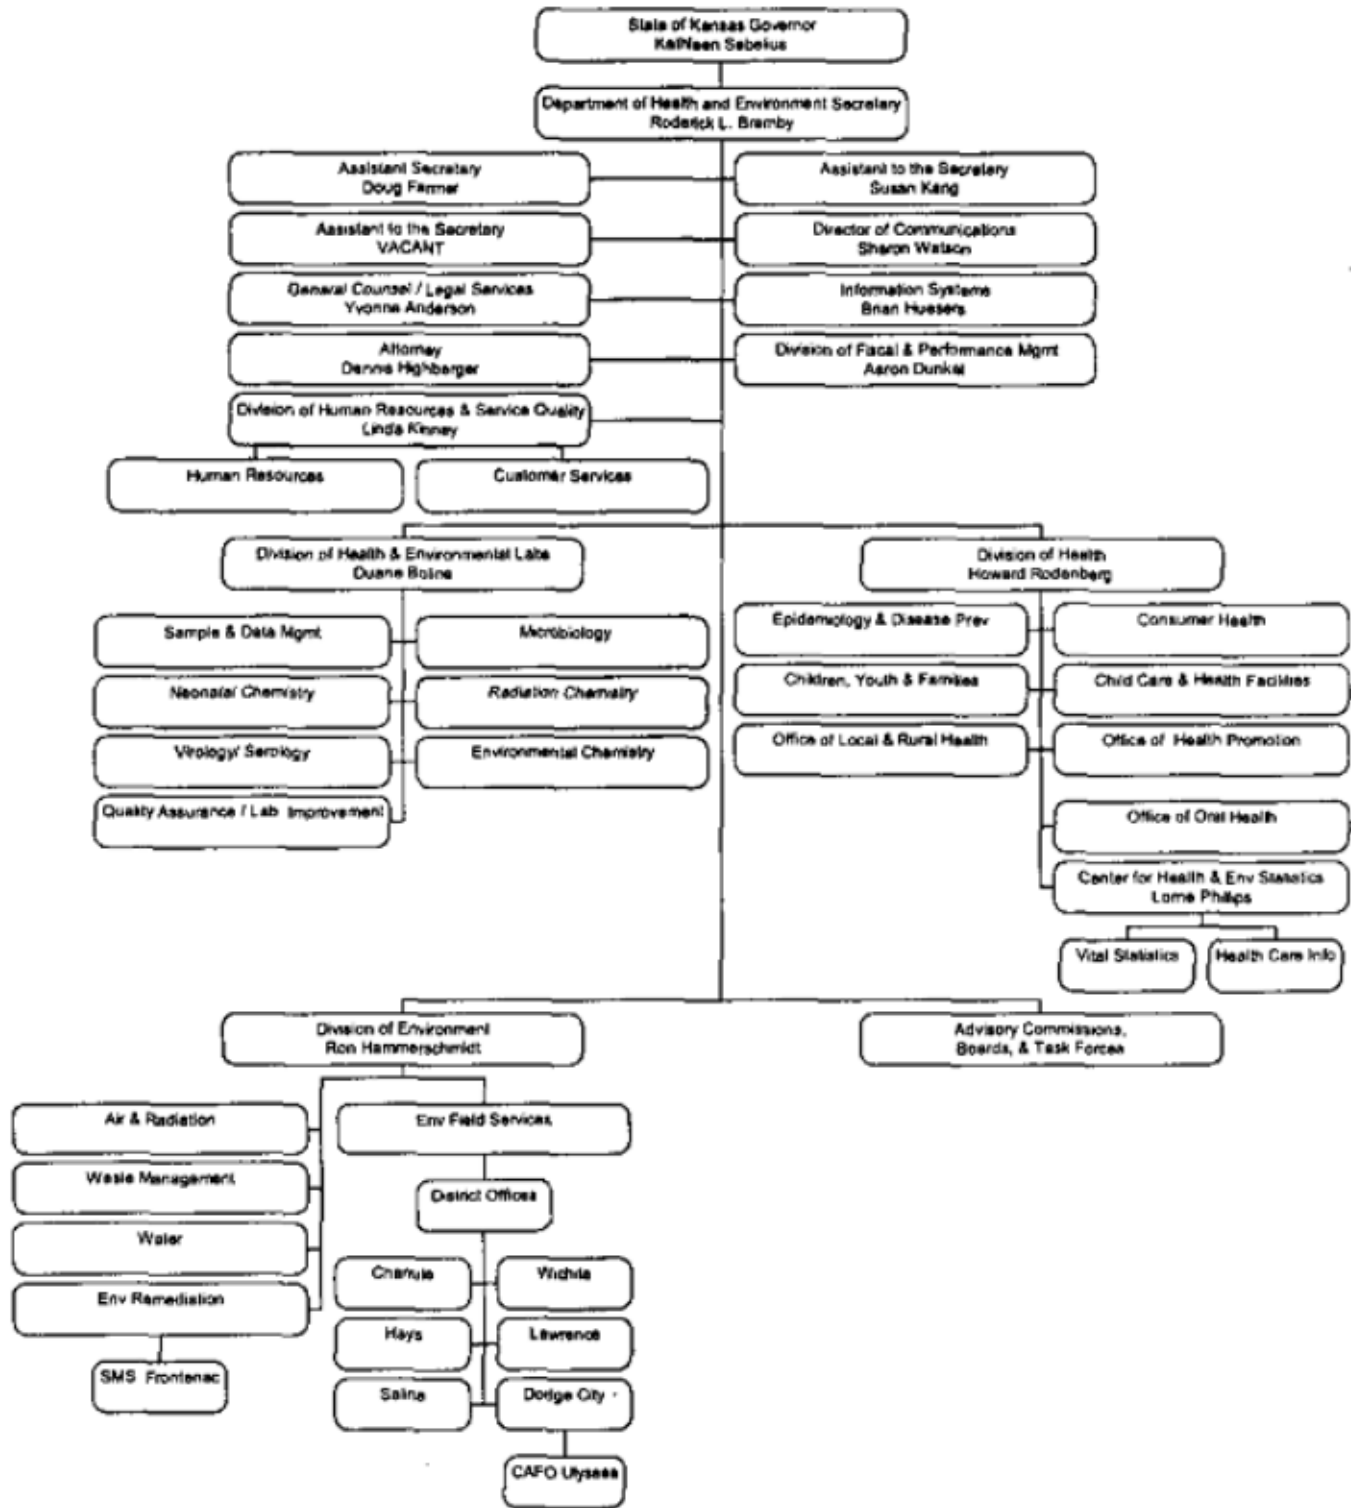 State of Kansas Governor
Kathleen Sebelius
Department of Health and Environment Secretary
Roderick L. Bremby
Assistant Secretary
Doug Farmer
Assistant to the Secretary
Susan Kang
Assistant to the Secretary
VACANT
Director of Communications
Sharon Watson
General Counsel / Legal Services
Yvonne Anderson
Information Systems
Brian Huesers
Attorney
Dennis Highberger
Division of Fiscal & Performance Mgmt
Aaron Dunkel
Division of Human Resources & Service Quality
Linda Kinney
Human Resources
Customer Services
Division of Health & Environmental Labs
Duane Boline
Division of Health
Howard Rodenberg
Sample & Data Mgmt
Microbiology
Epidemiology & Disease Prev
Consumer Health
Neonatal Chemistry
Radiation Chemistry
Children, Youth & Families
Child Care & Health Facilities
Virology/ Serology
Environmental Chemistry
Office of Local & Rural Health
Office of Health Promotion
Quality Assurance / Lab Improvement
Office of Oral Health
Center for Health & Env Statistics
Lorne Phillips
Vital Statistics
Health Care Info
Division of Environment
Ron Hammerschmidt
Advisory Commissions,
Boards, & Task Forces
Air & Radiation
Env Field Services
Waste Management
District Offices
Water
Chanute
Wichita
Env Remediation
Hays
Lawrence
SMS Frontenac
Salina
Dodge City
CAFO Ulysses